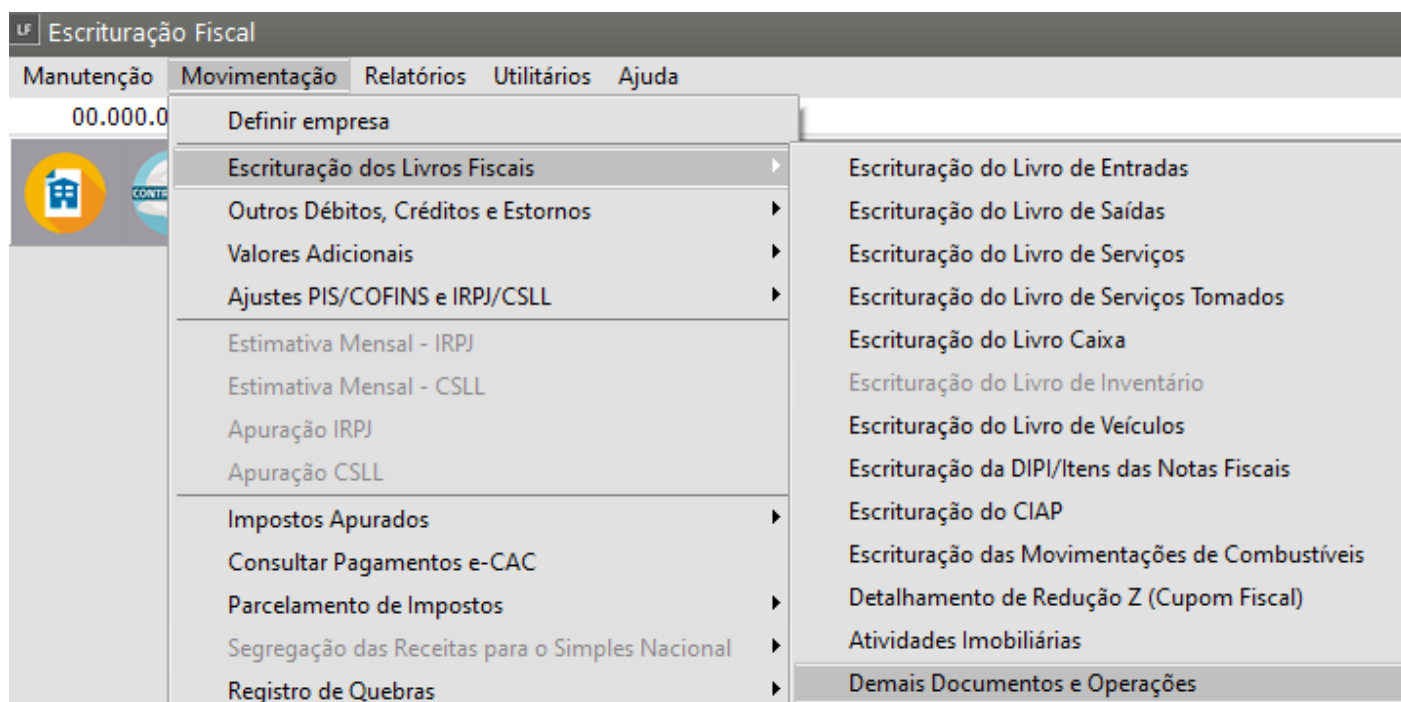 LF Escrituração Fiscal
Manutenção Movimentação Relatórios Utilitários Ajuda
00.000.0
Definir empresa
Escrituração dos Livros Fiscais
Outros Débitos, Créditos e Estornos
Valores Adicionais
Ajustes PIS/COFINS e IRPJ/CSLL
Estimativa Mensal - IRPJ
Estimativa Mensal - CSLL
Apuração IRPJ
Apuração CSLL
Impostos Apurados
Consultar Pagamentos e-CAC
Parcelamento de Impostos
Segregação das Receitas para o Simples Nacional
Registro de Quebras
Escrituração do Livro de Entradas
Escrituração do Livro de Saídas
Escrituração do Livro de Serviços
Escrituração do Livro de Serviços Tomados
Escrituração do Livro Caixa
Escrituração do Livro de Inventário
Escrituração do Livro de Veículos
Escrituração da DIPI/Itens das Notas Fiscais
Escrituração do CIAP
Escrituração das Movimentações de Combustíveis
Detalhamento de Redução Z (Cupom Fiscal)
Atividades Imobiliárias
Demais Documentos e Operações